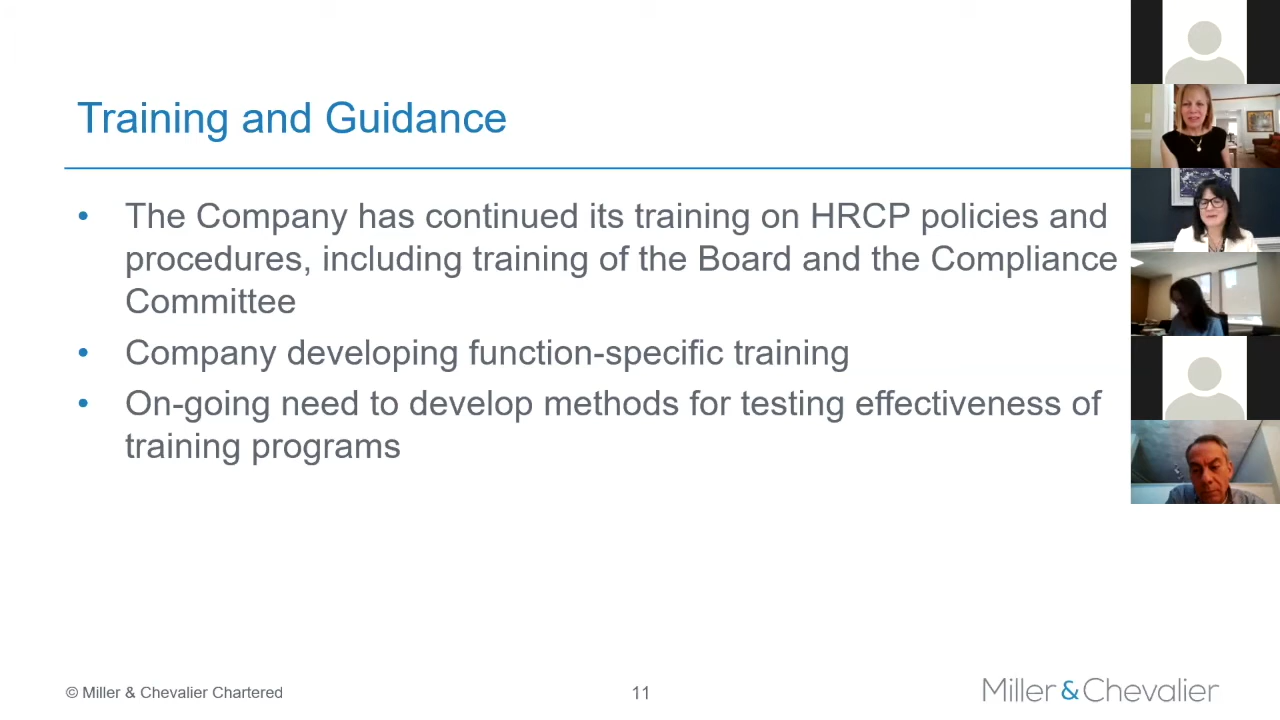 Training and Guidance
• The Company has continued its training on HRCP policies and
procedures, including training of the Board and the Compliance
Committee
• Company developing function-specific training
• On-going need to develop methods for testing effectiveness of
training programs
© Miller & Chevalier Chartered
11
Miller&Chevalier